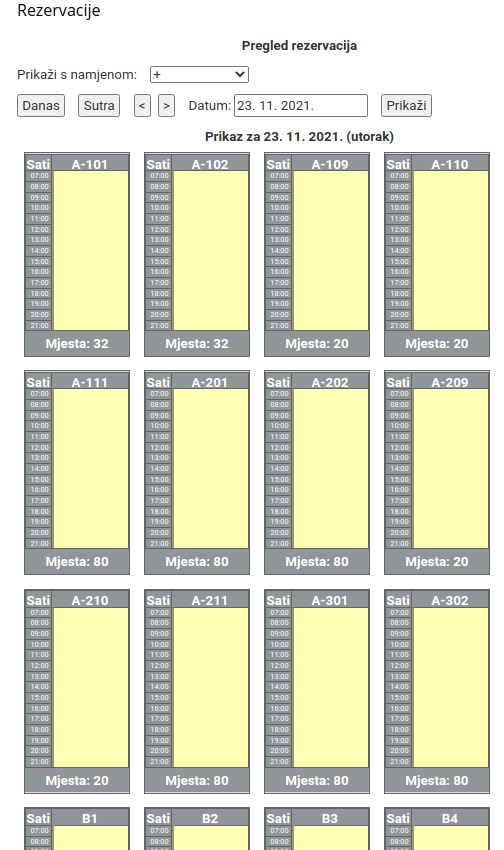 Rezervacije
Pregled rezervacija
Prikaži s namjenom: +
Danas Sutra < > Datum: 23. 11. 2021. Prikaži
Prikaz za 23. 11. 2021. (utorak)
Sati A-101 Sati A-102 Sati A-109 Sati A-110
07:00 07:00 07:00 07:00
08:00 08:00 08:00 08:00
09:00 09:00 09:00 09:00
10:00 10:00 10:00 10:00
11:00 11:00 11:00 11:00
12:00 12:00 12:00 12:00
13:00 13:00 13:00 13:00
14:00 14:00 14:00 14:00
15:00 15:00 15:00 15:00
16:00 16:00 16:00 16:00
17:00 17:00 17:00 17:00
18:00 18:00 18:00 18:00
19:00 19:00 19:00 19:00
20:00 20:00 20:00 20:00
21:00 21:00 21:00 21:00
Mjesta: 32 Mjesta: 32 Mjesta: 20 Mjesta: 20
Sati A-111 Sati A-201 Sati A-202 Sati A-209
07:00 07:00 07:00 07:00
08:00 08:00 08:00 08:00
09:00 09:00 09:00 09:00
10:00 10:00 10:00 10:00
11:00 11:00 11:00 11:00
12:00 12:00 12:00 12:00
13:00 13:00 13:00 13:00
14:00 14:00 14:00 14:00
15:00 15:00 15:00 15:00
16:00 16:00 16:00 16:00
17:00 17:00 17:00 17:00
18:00 18:00 18:00 18:00
19:00 19:00 19:00 19:00
20:00 20:00 20:00 20:00
21:00 21:00 21:00 21:00
Mjesta: 80 Mjesta: 80 Mjesta: 80 Mjesta: 20
Sati A-210 Sati A-211 Sati A-301 Sati A-302
07:00 07:00 07:00 07:00
08:00 08:00 08:00 08:00
09:00 09:00 09:00 09:00
10:00 10:00 10:00 10:00
11:00 11:00 11:00 11:00
12:00 12:00 12:00 12:00
13:00 13:00 13:00 13:00
14:00 14:00 14:00 14:00
15:00 15:00 15:00 15:00
16:00 16:00 16:00 16:00
17:00 17:00 17:00 17:00
18:00 18:00 18:00 18:00
19:00 19:00 19:00 19:00
20:00 20:00 20:00 20:00
21:00 21:00 21:00 21:00
Mjesta: 20 Mjesta: 80 Mjesta: 80 Mjesta: 80
Sati B1 Sati B2 Sati B3 Sati B4
07:00 07:00 07:00 07:00
08:00 08:00 08:00 08:00